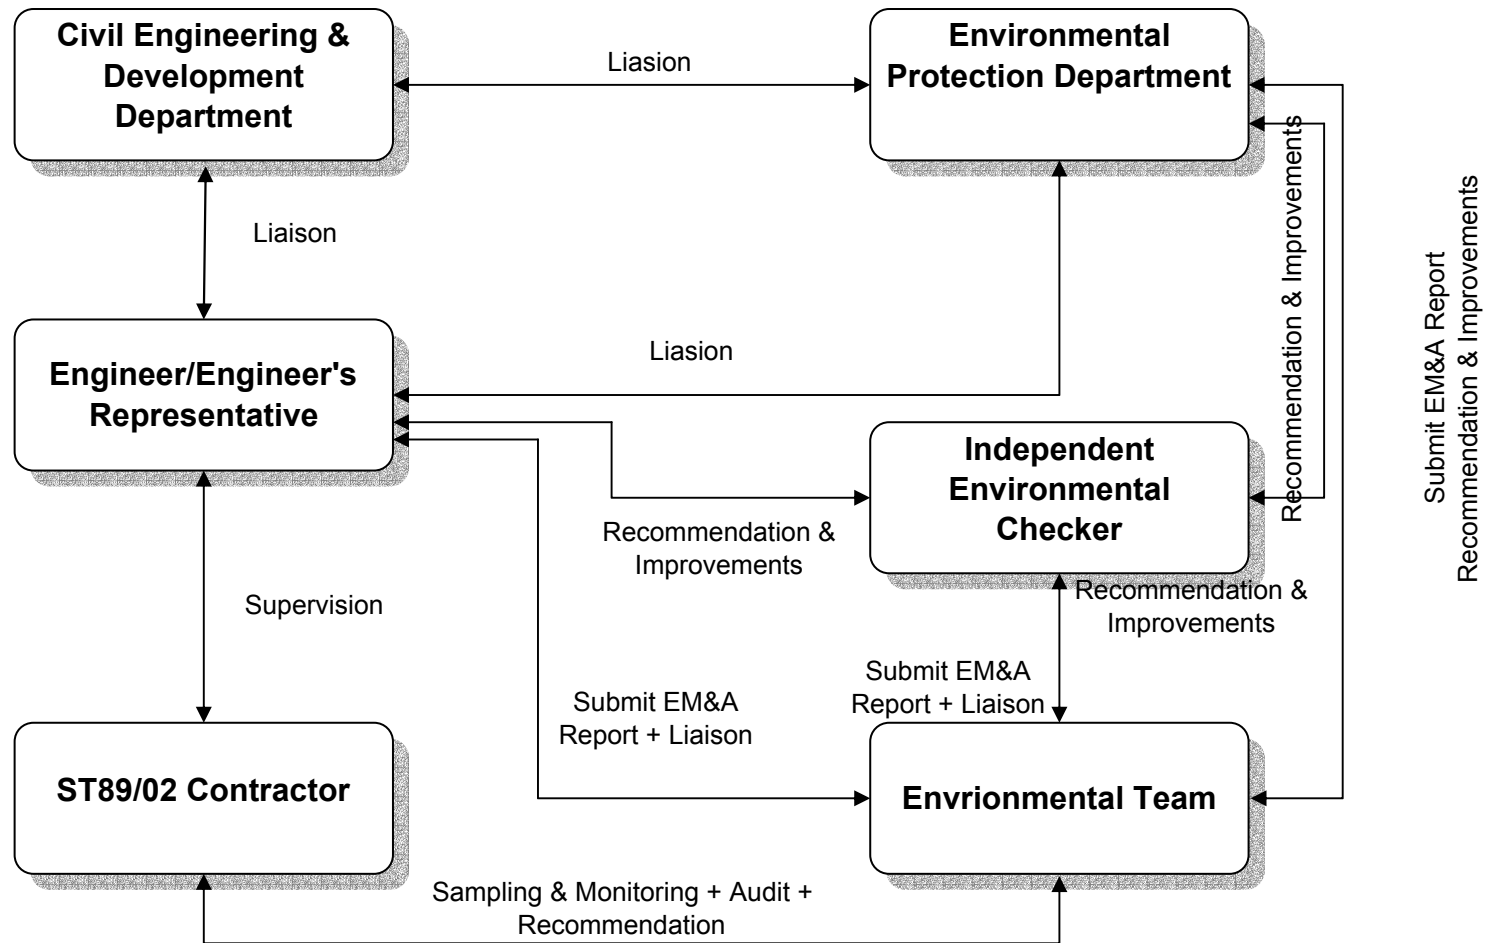 Civil Engineering &
Development
Department
Liasion
Environmental
Protection Department
Liaison
Recommendation & Improvements
Submit EM&A Report
Recommendation & Improvements
Engineer/Engineer's
Representative
Liasion
Independent
Environmental
Checker
Recommendation &
Improvements
Recommendation &
Improvements
Supervision
Submit EM&A
Report + Liaison
Submit EM&A
Report + Liaison
ST89/02 Contractor
Envrionmental Team
Sampling & Monitoring + Audit +
Recommendation